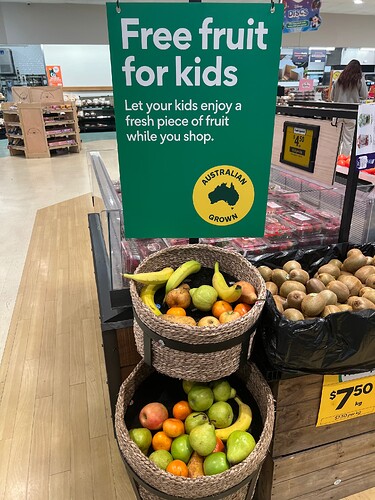 Free fruit
for kids
Let your kids enjoy a
fresh piece of fruit
while you shop.
AUSTRALIAN
GROWN
$7.50
kg